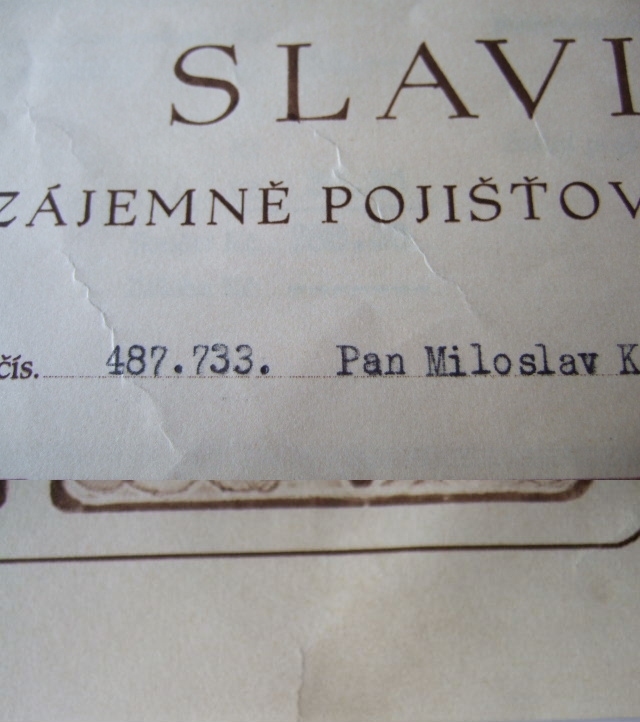 SLAVI
ZÁJEMNĚ POJIŠŤOV
čís. 487.733. Pan Miloslav K